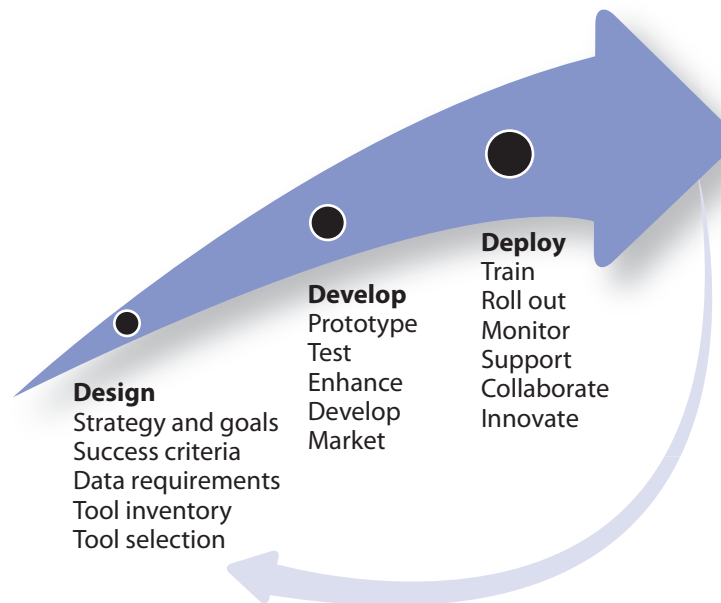 Design
Strategy and goals
Success criteria
Data requirements
Tool inventory
Tool selection
Develop
Prototype
Test
Enhance
Develop
Market
Deploy
Train
Roll out
Monitor
Support
Collaborate
Innovate